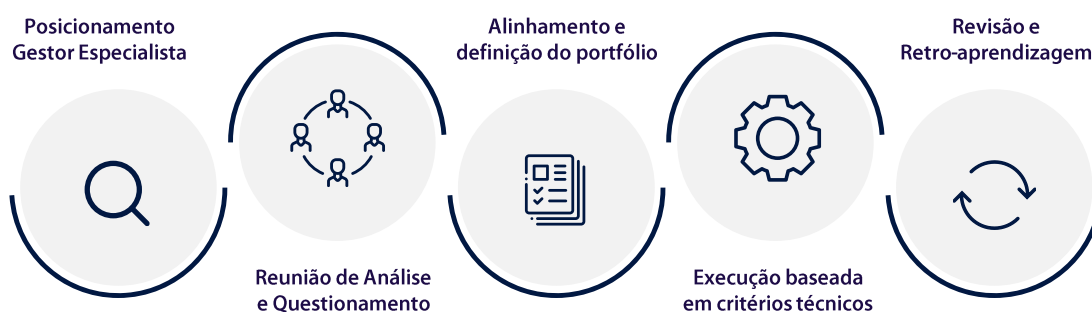 Posicionamento
Gestor Especialista
Reunião de Análise
e Questionamento
Alinhamento e
definição do portfólio
Execução baseada
em critérios técnicos
Revisão e
Retro-aprendizagem